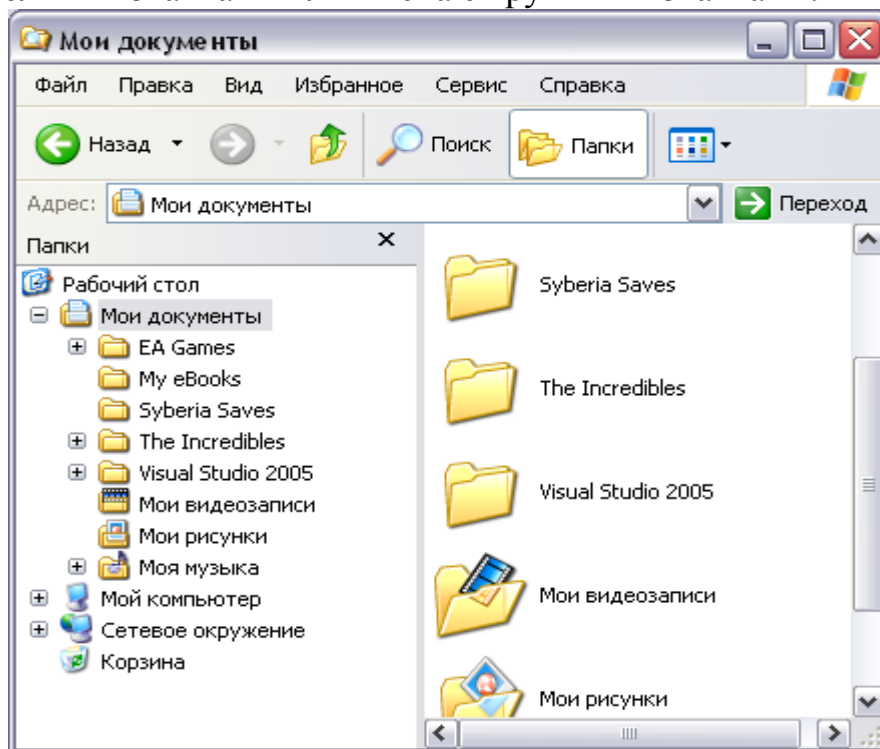 Мои документы
Файл Правка Вид Избранное Сервис Справка
Назад Поиск Папки
Адрес: Мои документы Переход
Папки
Рабочий стол
Мои документы
EA Games
My eBooks
Syberia Saves
The Incredibles
Visual Studio 2005
Мои видеозаписи
Мои рисунки
Моя музыка
Мой компьютер
Сетевое окружение
Корзина
Syberia Saves
The Incredibles
Visual Studio 2005
Мои видеозаписи
Мои рисунки